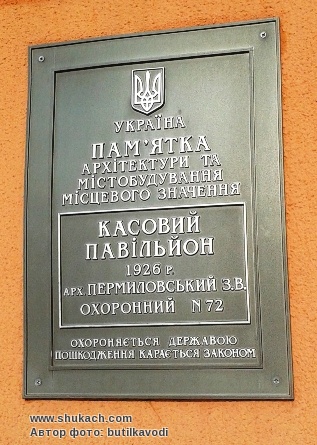 УКРАЇНА
ПАМ'ЯТКА
АРХІТЕКТУРИ ТА
МІСТОБУДУВАННЯ
МІСЦЕВОГО ЗНАЧЕННЯ
КАСОВИЙ
ПАВІЛЬЙОН
1926 Р.
АРХ. ПЕРМИЛОВСЬКИЙ З.В.
ОХОРОННИЙ N 72
ОХОРОНЯЄТЬСЯ ДЕРЖАВОЮ
ПОШКОДЖЕННЯ КАРАЄТЬСЯ ЗАКОНОМ
www.shukach.com
Автор фото: butilkavodi